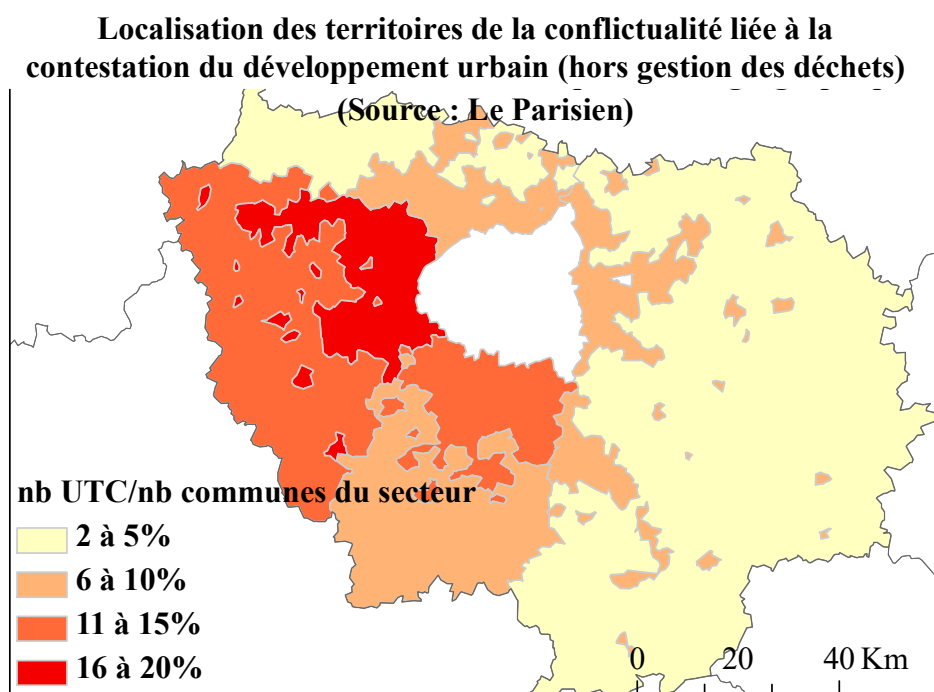 Localisation des territoires de la conflictualité liée à la
contestation du développement urbain (hors gestion des déchets)
(Source : Le Parisien)
nb UTC/nb communes du secteur
2 à 5%
6 à 10%
11 à 15%
16 à 20%
0 20 40 Km